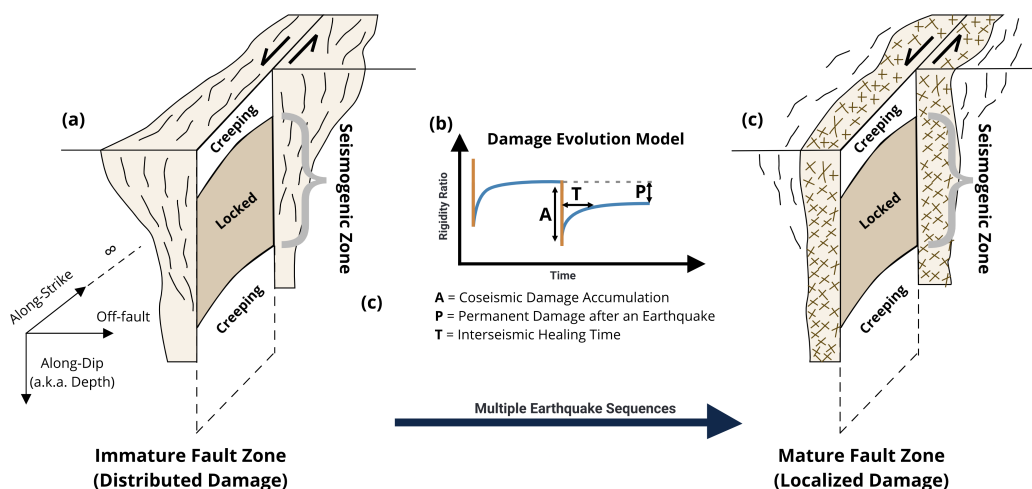 (a)
Creeping
Locked
Creeping
Seismogenic Zone
∞
Along-Strike
Off-fault
Along-Dip
(a.k.a. Depth)
Immature Fault Zone
(Distributed Damage)
(b)
Damage Evolution Model
Rigidity Ratio
A
T
P
Time
(c)
A = Coseismic Damage Accumulation
P = Permanent Damage after an Earthquake
T = Interseismic Healing Time
Multiple Earthquake Sequences
(c)
Creeping
Locked
Creeping
Seismogenic Zone
Mature Fault Zone
(Localized Damage)